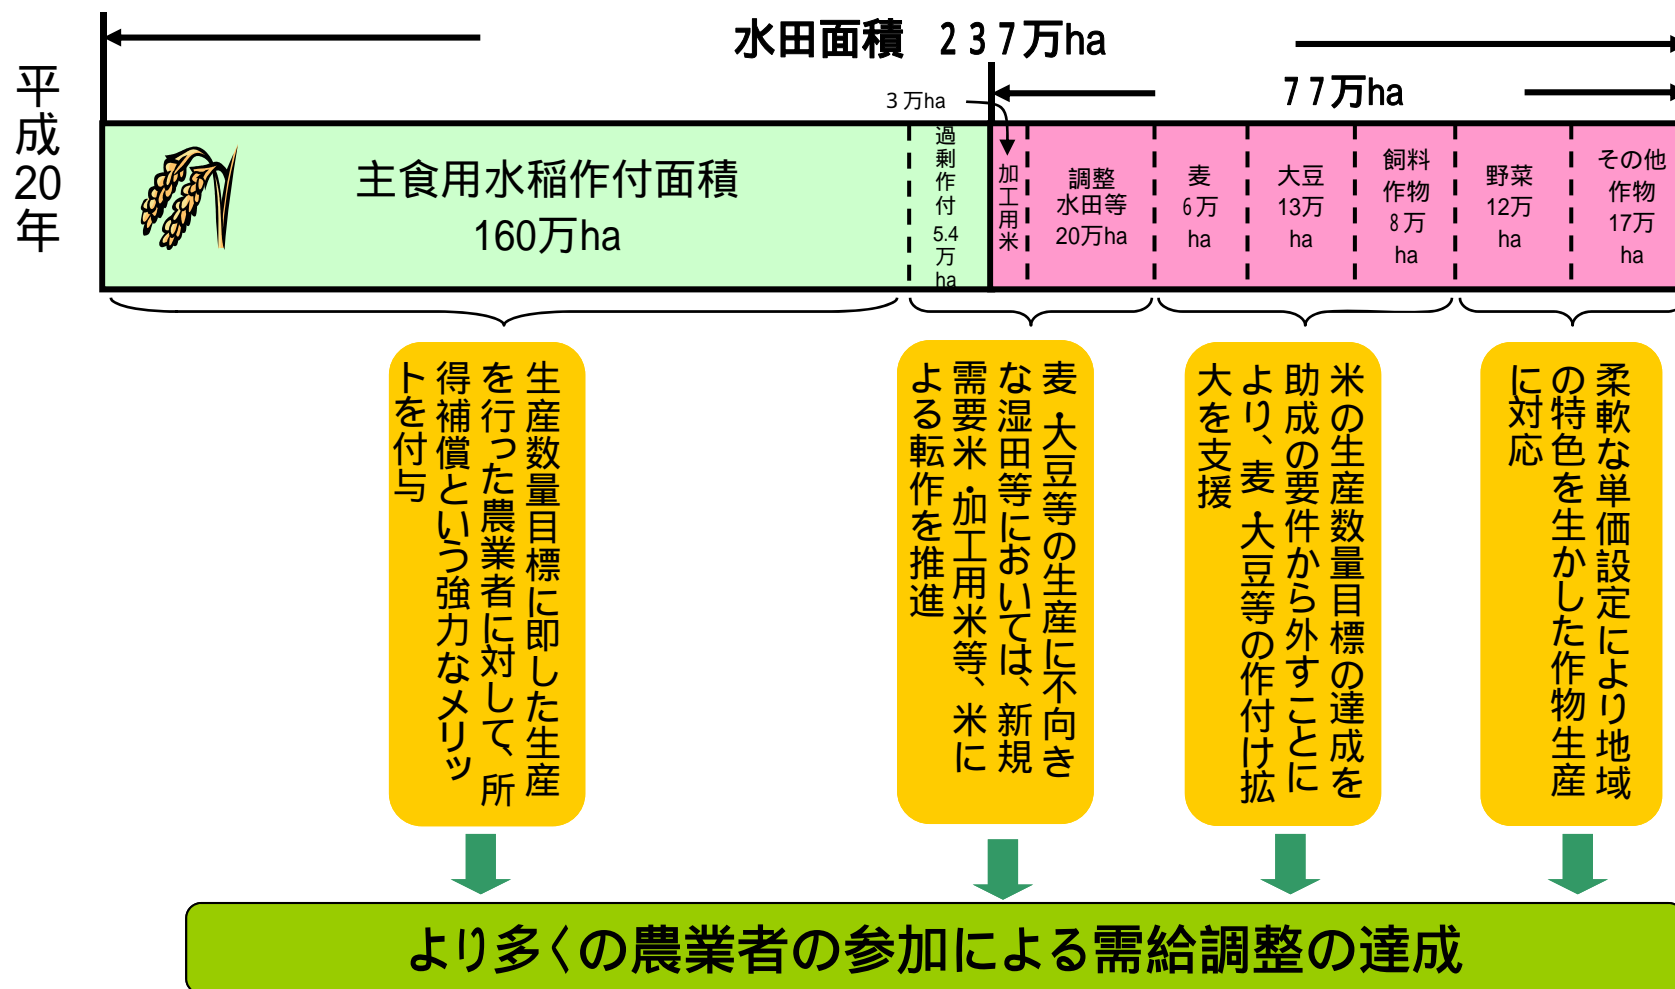 平成20年
水田面積 237万ha
77万ha
3万ha
主食用水稲作付面積
160万ha
過剰作付
5.4
万
ha
加工用米
調整
水田等
20万ha
麦
6万
ha
大豆
13万
ha
飼料
作物
8万
ha
野菜
12万
ha
その他
作物
17万
ha
生産数量目標に即した生産
を行った農業者に対して、所
得補償という強力なメリッ
トを付与
麦・大豆等の生産に不向き
な湿田等においては、新規
需要米・加工用米等、米に
よる転作を推進
米の生産数量目標の達成を
助成の要件から外すことに
より、麦・大豆等の作付け拡
大を支援
柔軟な単価設定により地域
の特色を生かした作物生産
に対応
より多くの農業者の参加による需給調整の達成